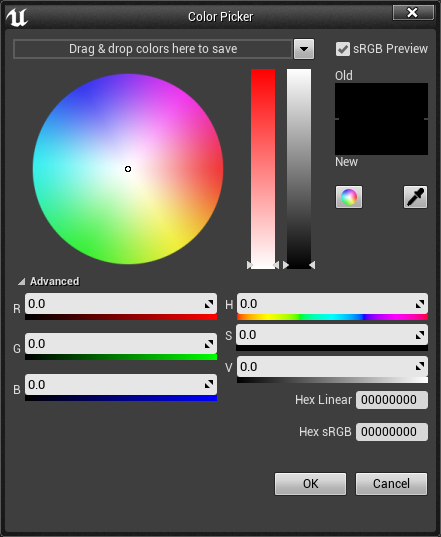 Color Picker
Drag & drop colors here to save
sRGB Preview
Old
New
Advanced
R 0.0
H 0.0
G 0.0
S 0.0
B 0.0
V 0.0
Hex Linear 00000000
Hex sRGB 00000000
OK Cancel